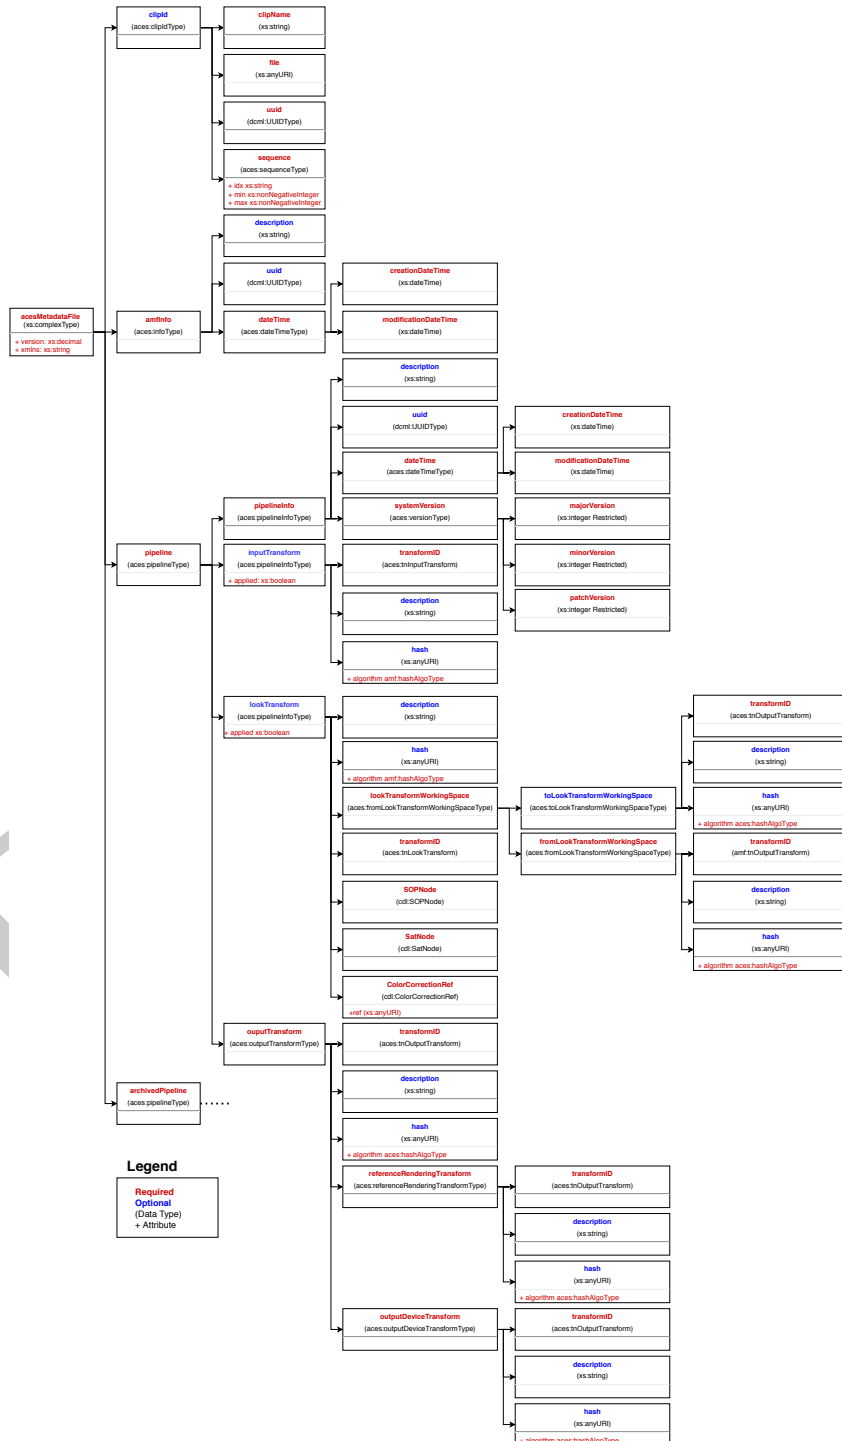 clipId
(aces:clipIdType)
clipName
(xs:string)
file
(xs:anyURI)
uuid
(dcml:UUIDType)
sequence
(aces:sequenceType)
+ idx xs:string
+ min xs:nonNegativeInteger
+ max xs:nonNegativeInteger
description
(xs:string)
uuid
(dcml:UUIDType)
creationDateTime
(xs:dateTime)
acesMetadataFile
(xs:complexType)
+ version: xs:decimal
+ xmlns: xs:string
amfInfo
(aces:infoType)
dateTime
(aces:dateTimeType)
modificationDateTime
(xs:dateTime)
description
(xs:string)
uuid
(dcml:UUIDType)
creationDateTime
(xs:dateTime)
dateTime
(aces:dateTimeType)
modificationDateTime
(xs:dateTime)
pipelineInfo
(aces:pipelineInfoType)
systemVersion
(aces:versionType)
majorVersion
(xs:integer Restricted)
pipeline
(aces:pipelineType)
inputTransform
(aces:pipelineInfoType)
+ applied: xs:boolean
transformID
(aces:tnInputTransform)
minorVersion
(xs:integer Restricted)
description
(xs:string)
patchVersion
(xs:integer Restricted)
hash
(xs:anyURI)
+ algorithm amf:hashAlgoType
lookTransform
(aces:pipelineInfoType)
+ applied xs:boolean
description
(xs:string)
transformID
(aces:tnOutputTransform)
hash
(xs:anyURI)
+ algorithm amf:hashAlgoType
description
(xs:string)
lookTransformWorkingSpace
(aces:fromLookTransformWorkingSpaceType)
toLookTransformWorkingSpace
(aces:toLookTransformWorkingSpaceType)
hash
(xs:anyURI)
+ algorithm aces:hashAlgoType
transformID
(aces:tnLookTransform)
fromLookTransformWorkingSpace
(aces:fromLookTransformWorkingSpaceType)
transformID
(amf:tnOutputTransform)
SOPNode
(cdl:SOPNode)
description
(xs:string)
SatNode
(cdl:SatNode)
hash
(xs:anyURI)
+ algorithm aces:hashAlgoType
ColorCorrectionRef
(cdl:ColorCorrectionRef)
+ref (xs:anyURI)
ouputTransform
(aces:outputTransformType)
transformID
(aces:tnOutputTransform)
description
(xs:string)
archivedPipeline
(aces:pipelineType)
hash
(xs:anyURI)
+ algorithm aces:hashAlgoType
Legend
Required
Optional
(Data Type)
+ Attribute
referenceRenderingTransform
(aces:referenceRenderingTransformType)
transformID
(aces:tnOutputTransform)
description
(xs:string)
hash
(xs:anyURI)
+ algorithm aces:hashAlgoType
outputDeviceTransform
(aces:outputDeviceTransformType)
transformID
(aces:tnOutputTransform)
description
(xs:string)
hash
(xs:anyURI)
+ algorithm aces:hashAlgoType